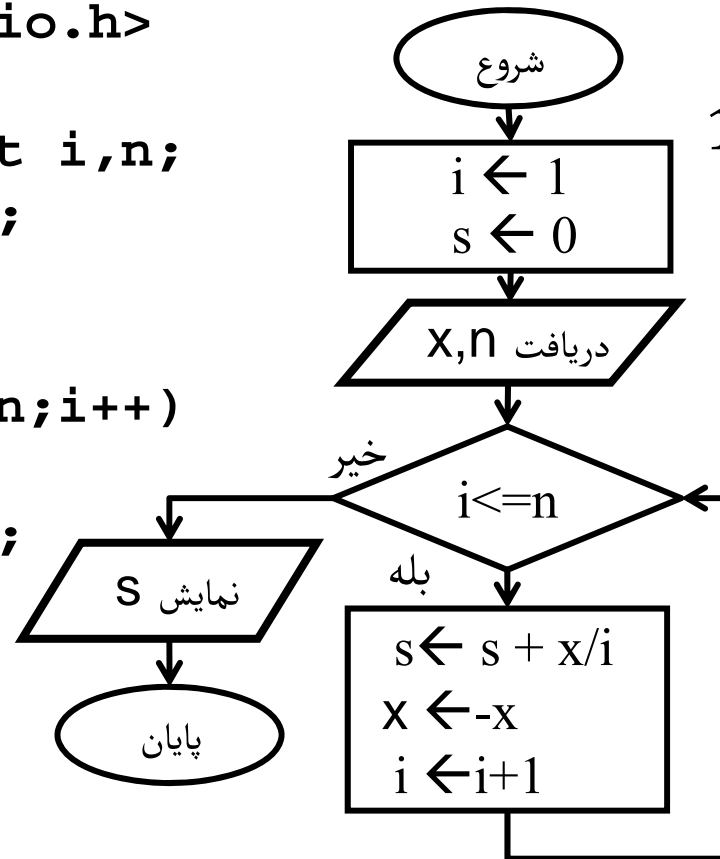 io.h>
t i,n;
;
n;i++)
;
شروع
i ← 1
s ← 0
دریافت x,n
i<=n
خیر
بله
نمایش s
پایان
s← s + x/i
x ←-x
i ←i+1